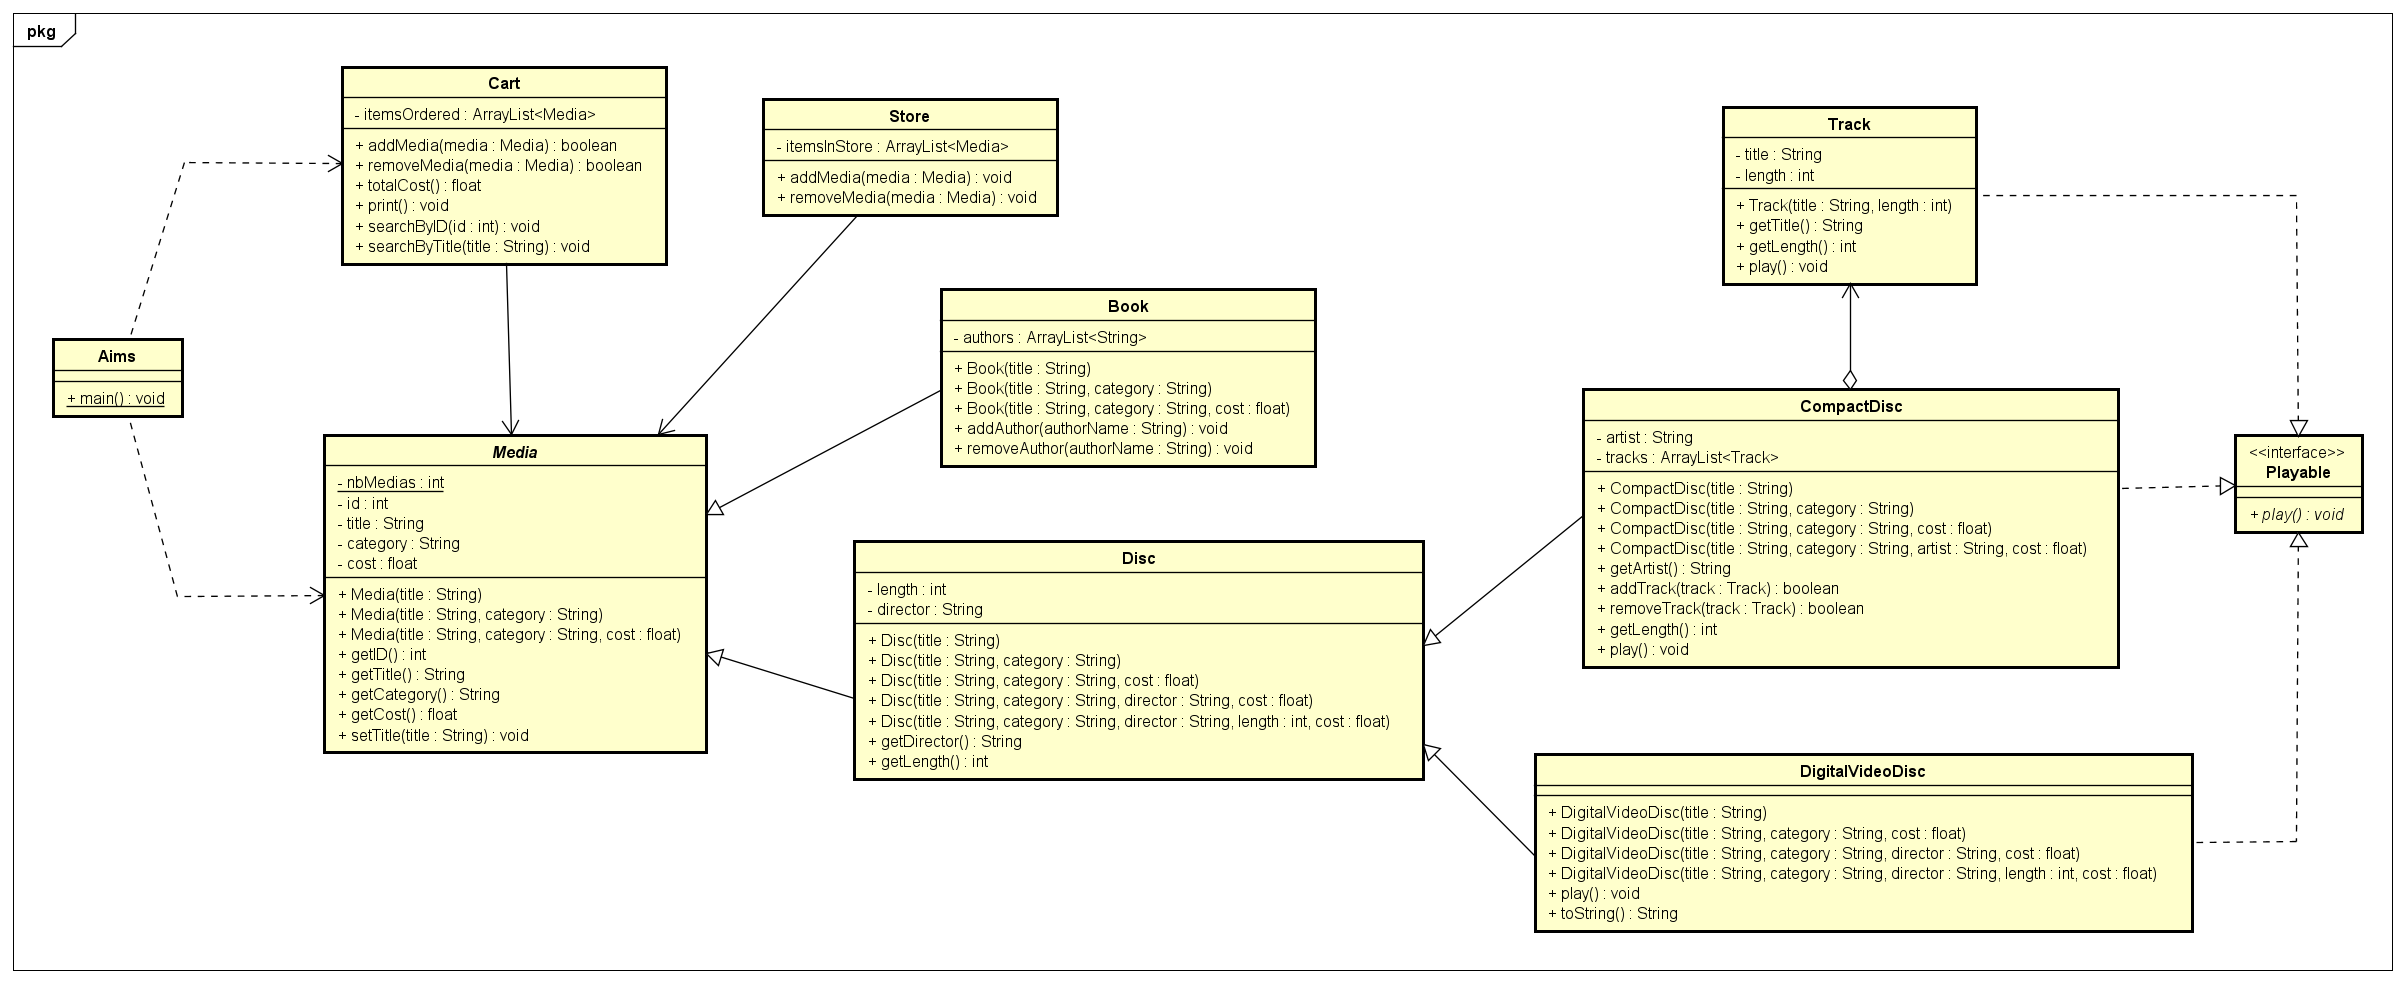 pkg
Cart
- itemsOrdered : ArrayList<Media>
+ addMedia(media : Media) : boolean
+ removeMedia(media : Media) : boolean
+ totalCost() : float
+ print() : void
+ searchByID(id : int) : void
+ searchByTitle(title : String) : void
Store
- itemsInStore : ArrayList<Media>
+ addMedia(media : Media) : void
+ removeMedia(media : Media) : void
Track
- title : String
- length : int
+ Track(title : String, length : int)
+ getTitle() : String
+ getLength() : int
+ play() : void
Book
- authors : ArrayList<String>
+ Book(title : String)
+ Book(title : String, category : String)
+ Book(title : String, category : String, cost : float)
+ addAuthor(authorName : String) : void
+ removeAuthor(authorName : String) : void
Aims
+ main() : void
Media
- nbMedias : int
- id : int
- title : String
- category : String
- cost : float
+ Media(title : String)
+ Media(title : String, category : String)
+ Media(title : String, category : String, cost : float)
+ getID() : int
+ getTitle() : String
+ getCategory() : String
+ getCost() : float
+ setTitle(title : String) : void
CompactDisc
- artist : String
- tracks : ArrayList<Track>
+ CompactDisc(title : String)
+ CompactDisc(title : String, category : String)
+ CompactDisc(title : String, category : String, cost : float)
+ CompactDisc(title : String, category : String, artist : String, cost : float)
+ getArtist() : String
+ addTrack(track : Track) : boolean
+ removeTrack(track : Track) : boolean
+ getLength() : int
+ play() : void
<<interface>>
Playable
+ play() : void
Disc
- length : int
- director : String
+ Disc(title : String)
+ Disc(title : String, category : String)
+ Disc(title : String, category : String, cost : float)
+ Disc(title : String, category : String, director : String, cost : float)
+ Disc(title : String, category : String, director : String, length : int, cost : float)
+ getDirector() : String
+ getLength() : int
DigitalVideoDisc
+ DigitalVideoDisc(title : String)
+ DigitalVideoDisc(title : String, category : String, cost : float)
+ DigitalVideoDisc(title : String, category : String, director : String, cost : float)
+ DigitalVideoDisc(title : String, category : String, director : String, length : int, cost : float)
+ play() : void
+ toString() : String